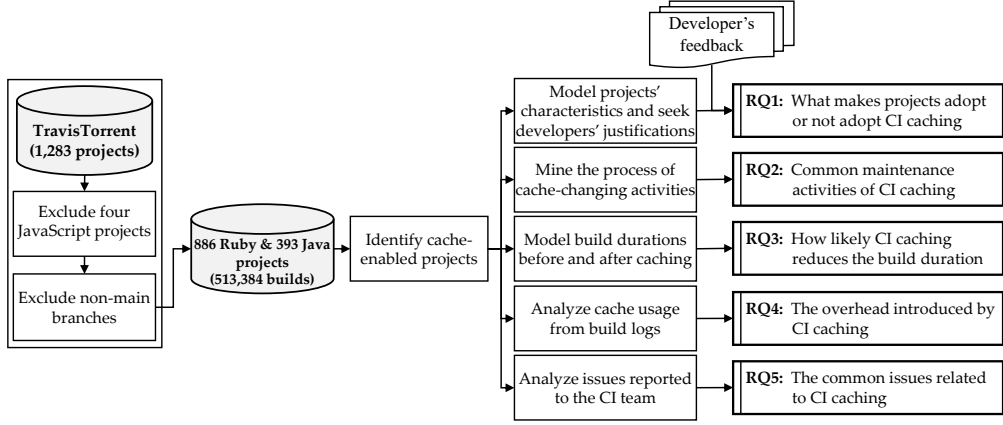 Developer's
feedback
TravisTorrent
(1,283 projects)
Exclude four
JavaScript projects
Exclude non-main
branches
886 Ruby & 393 Java
projects
(513,384 builds)
Identify cache-
enabled projects
Model projects'
characteristics and seek
developers' justifications
Mine the process of
cache-changing activities
Model build durations
before and after caching
Analyze cache usage
from build logs
Analyze issues reported
to the CI team
RQ1: What makes projects adopt
or not adopt CI caching
RQ2: Common maintenance
activities of CI caching
RQ3: How likely CI caching
reduces the build duration
RQ4: The overhead introduced by
CI caching
RQ5: The common issues related
to CI caching